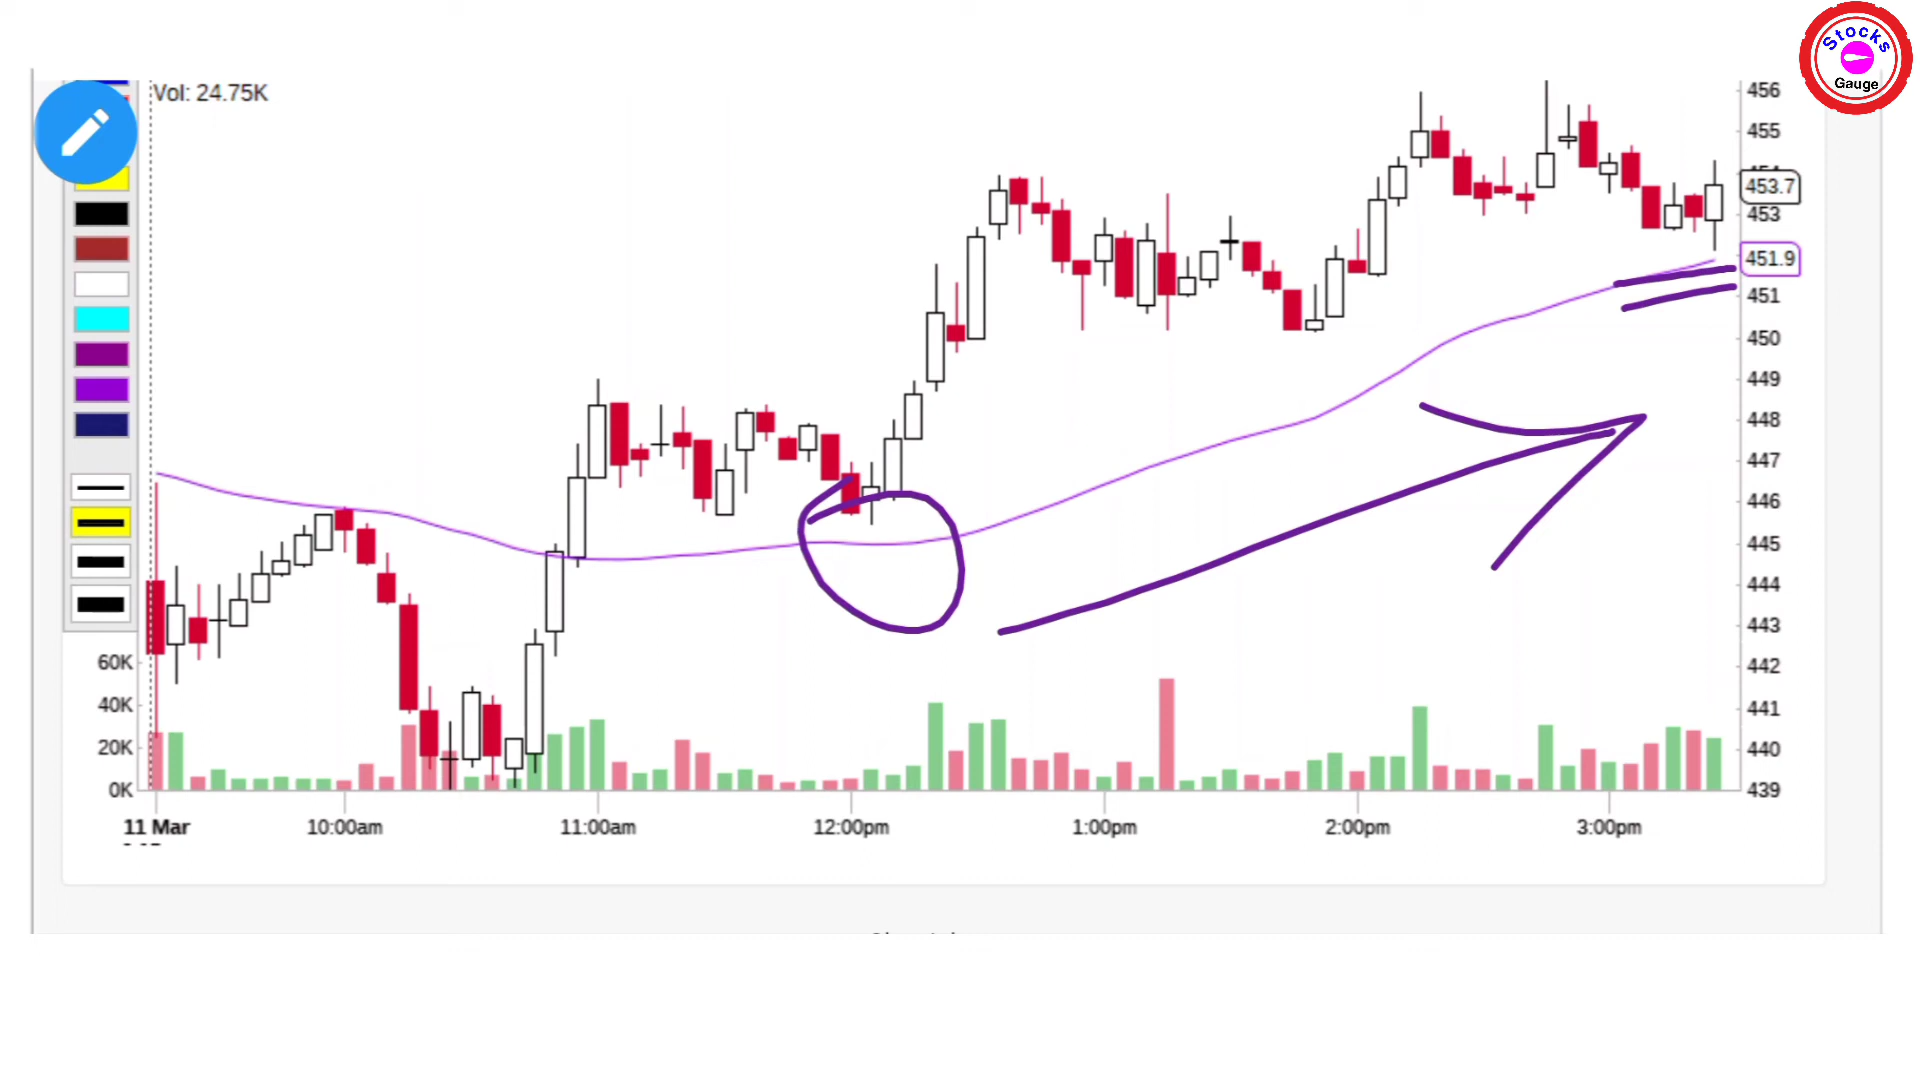 Stocks
Gauge
Vol: 24.75K
456
455
453.7
453
451.9
451
450
449
448
447
446
445
444
443
442
441
440
439
60K
40K
20K
0K
11 Mar
10:00am
11:00am
12:00pm
1:00pm
2:00pm
3:00pm